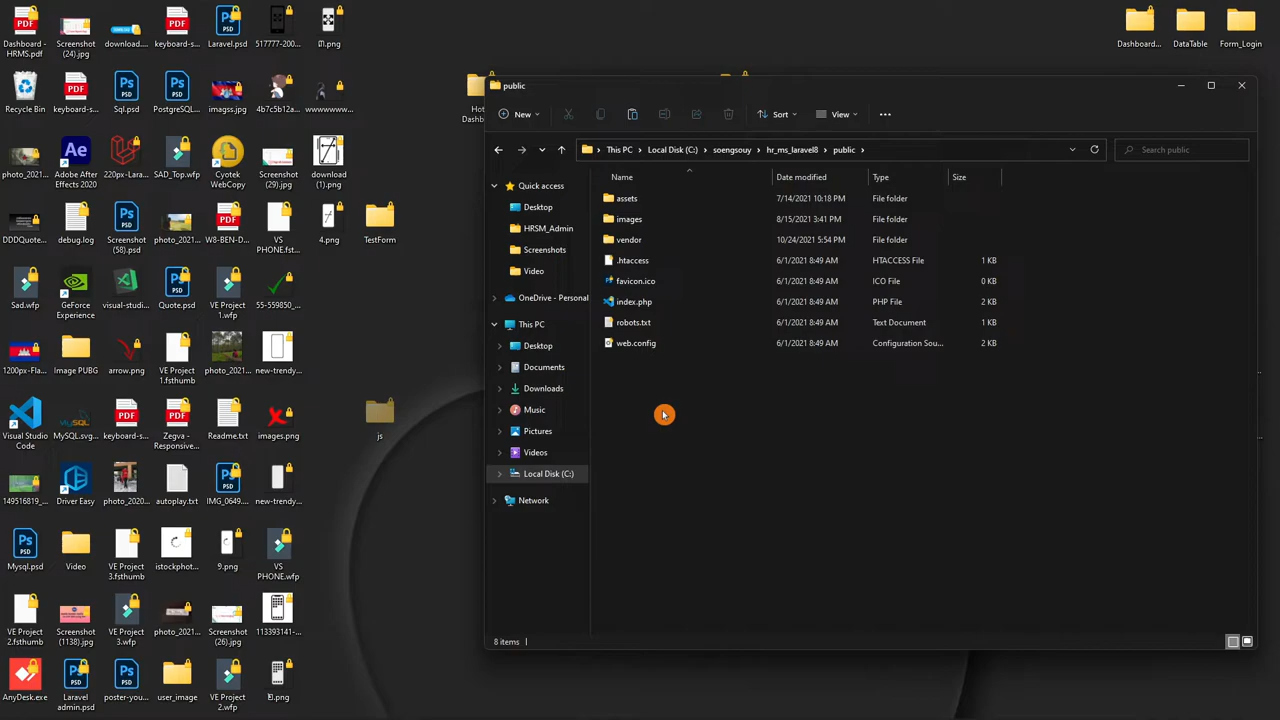 Dashboard - HRMS.pdf
Screenshot (24).jpg
download....
keyboard-s...
Laravel.psd
517777-200...
Recycle Bin
keyboard-s...
Sql.psd
PostgreSQL...
imagss.jpg
4b7c5b12a...
wwwwwww...
photo_2021...
After Effects 2020
220px-Lara...
SAD_Top.wfp
Cyotek WebCopy
Screenshot (29).jpg
download (1).png
DDDQuote...
debug.log
Screenshot (58).psd
photo_2021...
W8-BEN-D...
VS PHONE.fst...
4.png
TestForm
Sad.wfp
GeForce Experience
visual-studi...
Quote.psd
VE Project 1.wfp
55-559850_...
1200px-Fla...
Image PUBG
arrow.png
VE Project 1.fsthumb
photo_2021...
new-trendy...
Visual Studio Code
MySQL.svg...
keyboard-s...
Zegva - Responsive...
Readme.txt
images.png
js
149516819_...
Driver Easy
photo_2020...
autoplay.txt
IMG_0649....
new-trendy...
Mysql.psd
Video
VE Project 3.fsthumb
istockphot...
9.png
VS PHONE.wfp
VE Project 2.fsthumb
Screenshot (1138).jpg
VE Project 3.wfp
photo_2021...
Screenshot (26).jpg
113393141-...
AnyDesk.exe
Laravel admin.psd
poster-you...
user_image
VE Project 2.wfp
Dashboard...
DataTable
Form_Login
public
New
Sort
View
This PC
Local Disk (C:)
soengsouy
hr_ms_laravel8
public
Search public
Quick access
Desktop
HRSM_Admin
Screenshots
Video
OneDrive - Personal
This PC
Desktop
Documents
Downloads
Music
Pictures
Videos
Local Disk (C:)
Network
Name Date modified Type Size
assets 7/14/2021 10:18 PM File folder
images 8/15/2021 3:41 PM File folder
vendor 10/24/2021 5:54 PM File folder
.htaccess 6/1/2021 8:49 AM HTACCESS File 1 KB
favicon.ico 6/1/2021 8:49 AM ICO File 0 KB
index.php 6/1/2021 8:49 AM PHP File 2 KB
robots.txt 6/1/2021 8:49 AM Text Document 1 KB
web.config 6/1/2021 8:49 AM Configuration Sou... 2 KB
8 items